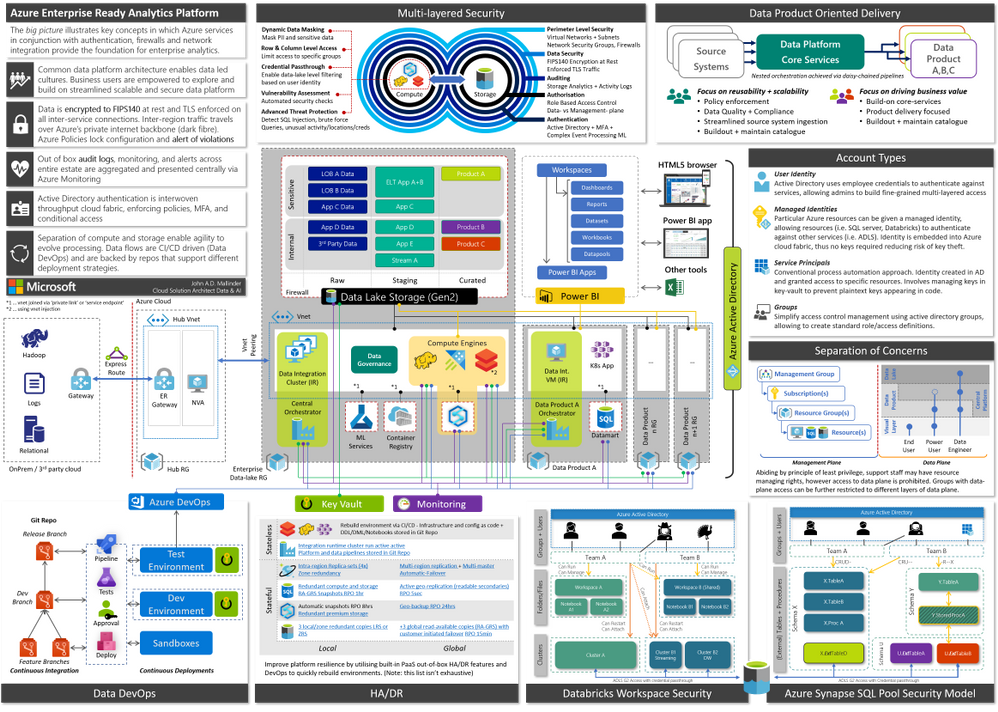 Azure Enterprise Ready Analytics Platform
The big picture illustrates key concepts in which Azure services
in conjunction with authentication, firewalls and network
integration provide the foundation for enterprise analytics.
Common data platform architecture enables data led
cultures. Business users are empowered to explore and
build on streamlined scalable and secure data platform
Data is encrypted to FIPS140 at rest and TLS enforced on
all inter-service connections. Inter-region traffic travels
over Azure's private internet backbone (dark fibre).
Azure Policies lock configuration and alert of violations
Out of box audit logs, monitoring, and alerts across
entire estate are aggregated and presented centrally via
Azure Monitoring
Active Directory authentication is interwoven
throughput cloud fabric, enforcing policies, MFA, and
conditional access
Separation of compute and storage enable agility to
evolve processing. Data flows are CI/CD driven (Data
DevOps) and are backed by repos that support different
deployment strategies.
Microsoft
John A.D. Mallinder
Cloud Solution Architect Data & AI
Multi-layered Security
Dynamic Data Masking
Mask PII and sensitive data
Row & Column Level Access
Limit access to specific groups
Credential Passthrough
Enable data-lake level filtering
based on user identity
Vulnerability Assessment
Automated security checks
Advanced Threat Protection
Detect SQL Injection, brute force
Queries, unusual activity/locations/creds
Compute
Storage
Perimeter Level Security
Virtual Networks + Subnets
Network Security Groups, Firewalls
Data Security
FIPS140 Encryption at Rest
Enforced TLS Traffic
Auditing
Storage Analytics + Activity Logs
Authorisation
Role Based Access Control
Data- vs Management- plane
Authentication
Active Directory + MFA +
Complex Event Processing ML
Data Product Oriented Delivery
Source
Systems
Data Platform
Core Services
Data
Product
A,B,C
Nested orchestration achieved via daisy-chained pipelines
Focus on reusability + scalability
• Policy enforcement
• Data Quality + Compliance
• Streamlined source system ingestion
• Buildout + maintain catalogue
Focus on driving business value
• Build-on core-services
• Product delivery focused
• Buildout + maintain catalogue
Sensitive
LOB A Data
LOB B Data
App C Data
ELT App A+B
App C
Product A
Internal
App D Data
3rd Party Data
App D
App E
Stream A
Product B
Product C
Raw
Staging
Curated
Firewall
Data Lake Storage (Gen2)
Workspaces
Dashboards
Reports
Datasets
Workbooks
Datapools
Power BI Apps
Power BI
HTML5 browser
Power BI app
Other tools
Azure Active Directory
Account Types
User Identity
Active Directory uses employee credentials to authenticate against
services, allowing admins to build fine-grained multi-layered access
Managed Identities
Particular Azure resources can be given a managed identity,
allowing resources (i.e. SQL server, Databricks) to authenticate
against other services (i.e. ADLS). Identity is embedded into Azure
cloud fabric, thus no keys required reducing risk of key theft.
Service Principals
Conventional process automation approach. Identity created in AD
and granted access to specific resources. Involves managing keys in
key-vault to prevent plaintext keys appearing in code.
Groups
Simplify access control management using active directory groups,
allowing to create standard role/access definitions.
*1 ... vnet joined via 'private link' or 'service endpoint'
*2 ... using vnet injection
Azure Cloud
Hadoop
Logs
Relational
Gateway
Express
Route
Hub Vnet
ER
Gateway
NVA
Vnet
Peering
OnPrem / 3rd party cloud
Hub RG
Vnet
Data Integration
Cluster (IR)
Data
Governance
Compute Engines
*2
Central
Orchestrator
*1
*1
*1
ML
Services
Container
Registry
Enterprise
Data-lake RG
Data Int.
VM (IR)
K8s App
Data Product A
Orchestrator
*1
Datamart
Data Product A
Data Product
n RG
Data Product
n+1 RG
Separation of Concerns
Management Group
Subscription(s)
Resource Group(s)
Resource(s)
Data
Lake
Data
Product
Visual
Layer
Central
Platform
End
User
Power
User
Data
Engineer
Management Plane
Data Plane
Abiding by principle of least privilege, support staff may have resource
managing rights, however access to data plane is prohibited. Groups with data-
plane access can be further restricted to different layers of data plane.
Azure DevOps
Key Vault
Monitoring
Git Repo
Release Branch
Dev
Branch
Feature Branches
Continuous Integration
Pipeline
Tests
Approval
Deploy
Test
Environment
Dev
Environment
Sandboxes
Continuous Deployments
Data DevOps
Stateless
Rebuild environment via CI/CD - Infrastructure and config as code +
DDL/DML/Notebooks stored in Git Repo
Integration runtime cluster run active active
Platform and data pipelines stored in Git Repo
Stateful
Intra-region Replica-sets (4x)
Zone redundancy
Multi-region replication + Multi-master
Automatic-Failover
Redundant compute and storage
RA-GRS Snapshots RPO 1hr
Active geo replication (readable secondaries)
RPO 5sec
Automatic snapshots RPO 8hrs
Redundant premium storage
Geo-backup RPO 24hrs
3 local/zone redundant copies LRS or
ZRS
+3 global read-available copies (RA-GRS) with
customer initiated failover RPO 15min
Local
Global
Improve platform resilience by utilising built-in PaaS out-of-box HA/DR features and
DevOps to quickly rebuild environments. (Note: this list isn't exhaustive)
HA/DR
Groups + Users
Azure Active Directory
Team A
Team B
Can Run
Can Manage
Can Run
Can Manage
Folders/Files
Workspace A
Notebook
A1
Notebook
A2
Workspace B (Shared)
Notebook B1
Notebook B2
Can Attach
Can Restart
Can Attach
Can Restart
Can Attach
Clusters
Cluster A
Cluster B1
Streaming
Cluster B2
DW
ADLS G2 Access with Credential passthrough
Databricks Workspace Security
Groups + Users
Azure Active Directory
Team A
Team B
CRUD
CRU--
--R--X
(External) Tables + Procedures
Schema X
X.TableA
X.TableB
X.Proc A
Schema Y
Y.TableA
Y.StoredProcA
U.ExtTableD
Schema U
U.ExtTableA
U.ExtTableB
ADLS G2 Access with Credential passthrough
Azure Synapse SQL Pool Security Model